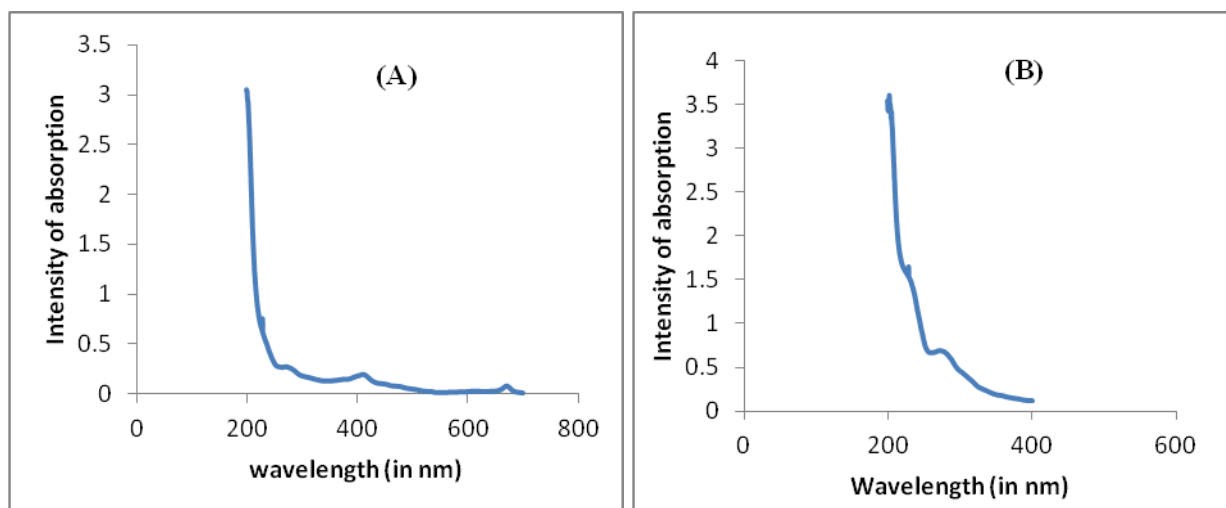 (A)
Intensity of absorption
3.5
3
2.5
2
1.5
1
0.5
0
0 200 400 600 800
wavelength (in nm)
(B)
Intensity of absorption
4
3.5
3
2.5
2
1.5
1
0.5
0
0 200 400 600
Wavelength (in nm)